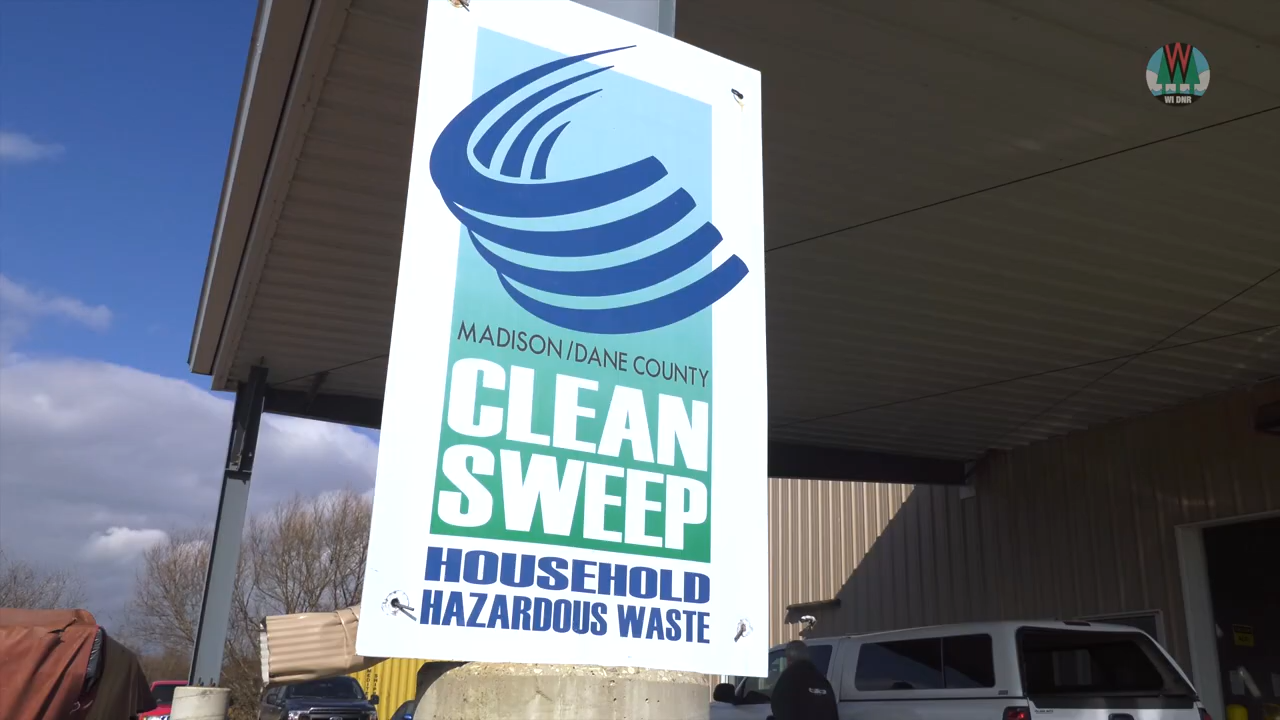 WI DNR
MADISON/DANE COUNTY
CLEAN
SWEEP
HOUSEHOLD
HAZARDOUS WASTE